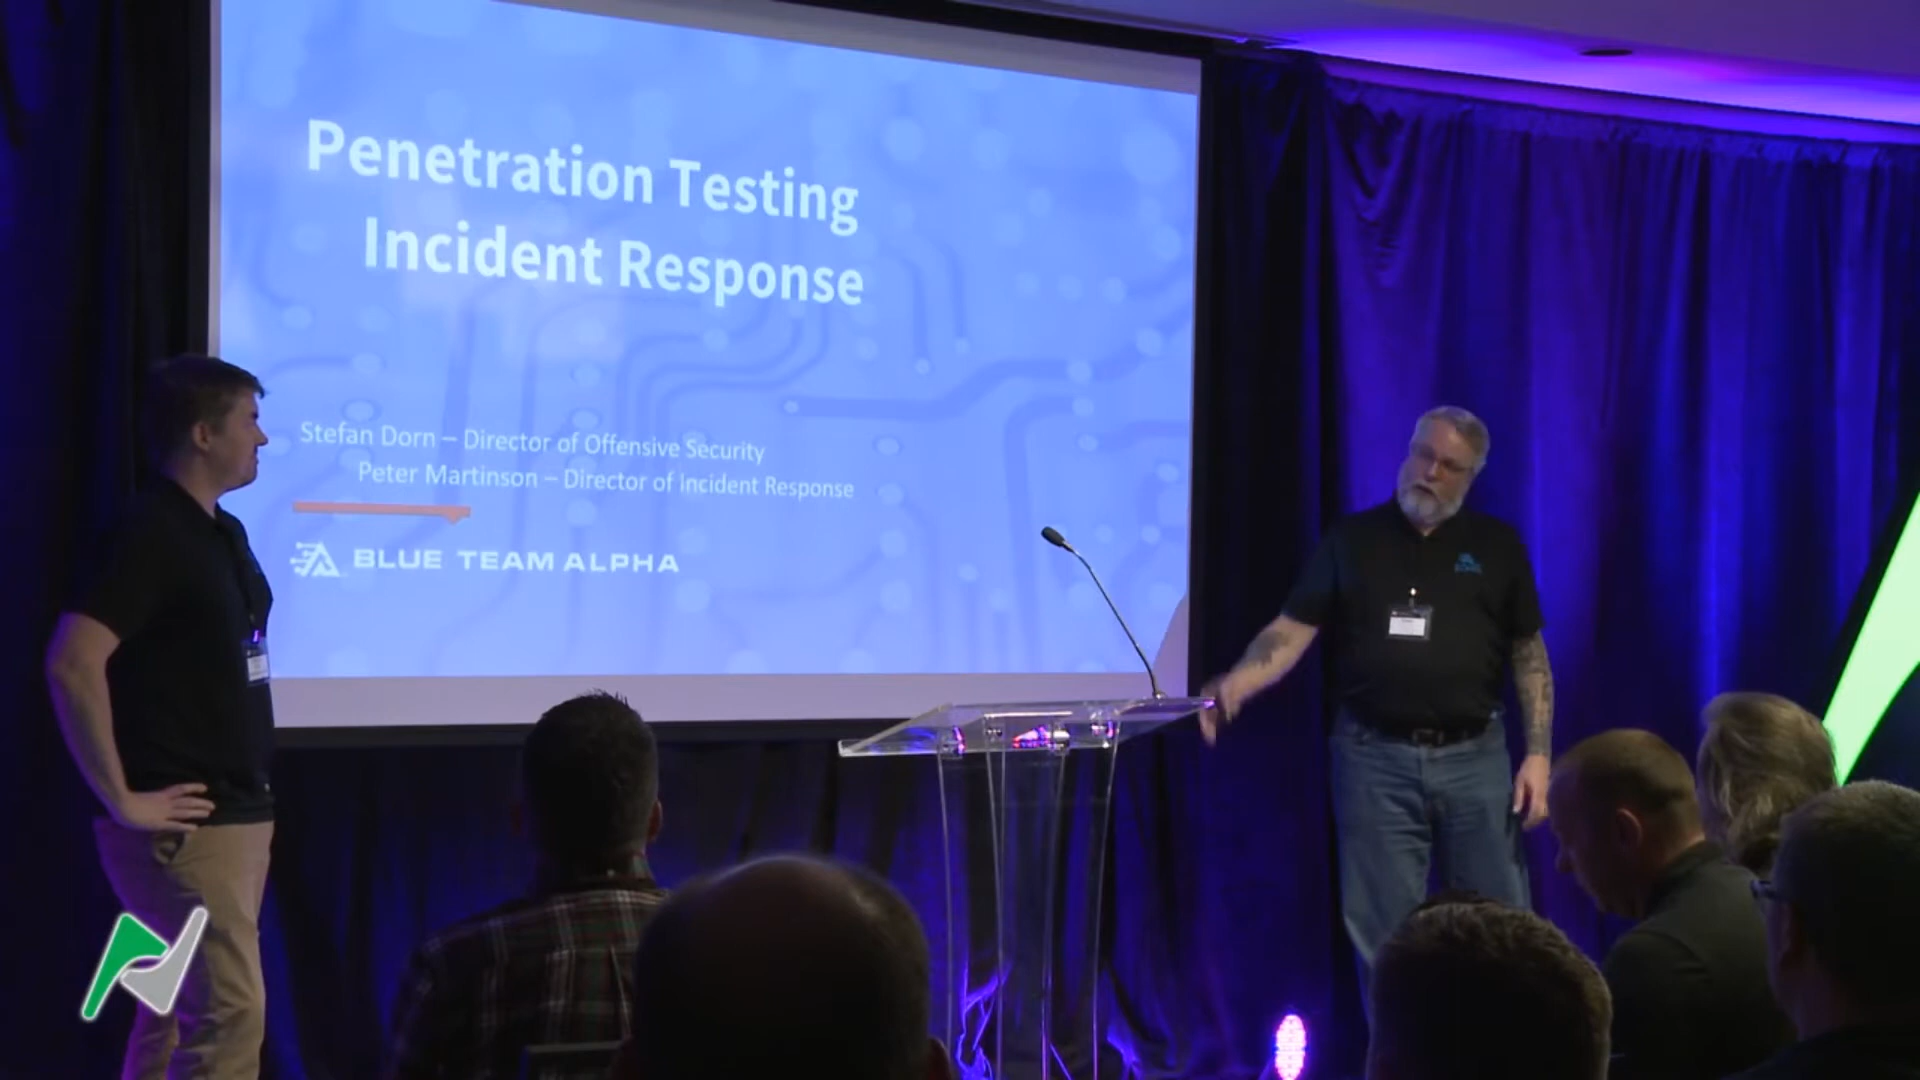 Penetration Testing
Incident Response
Stefan Dorn – Director of Offensive Security
Peter Martinson – Director of Incident Response
BLUE TEAM ALPHA